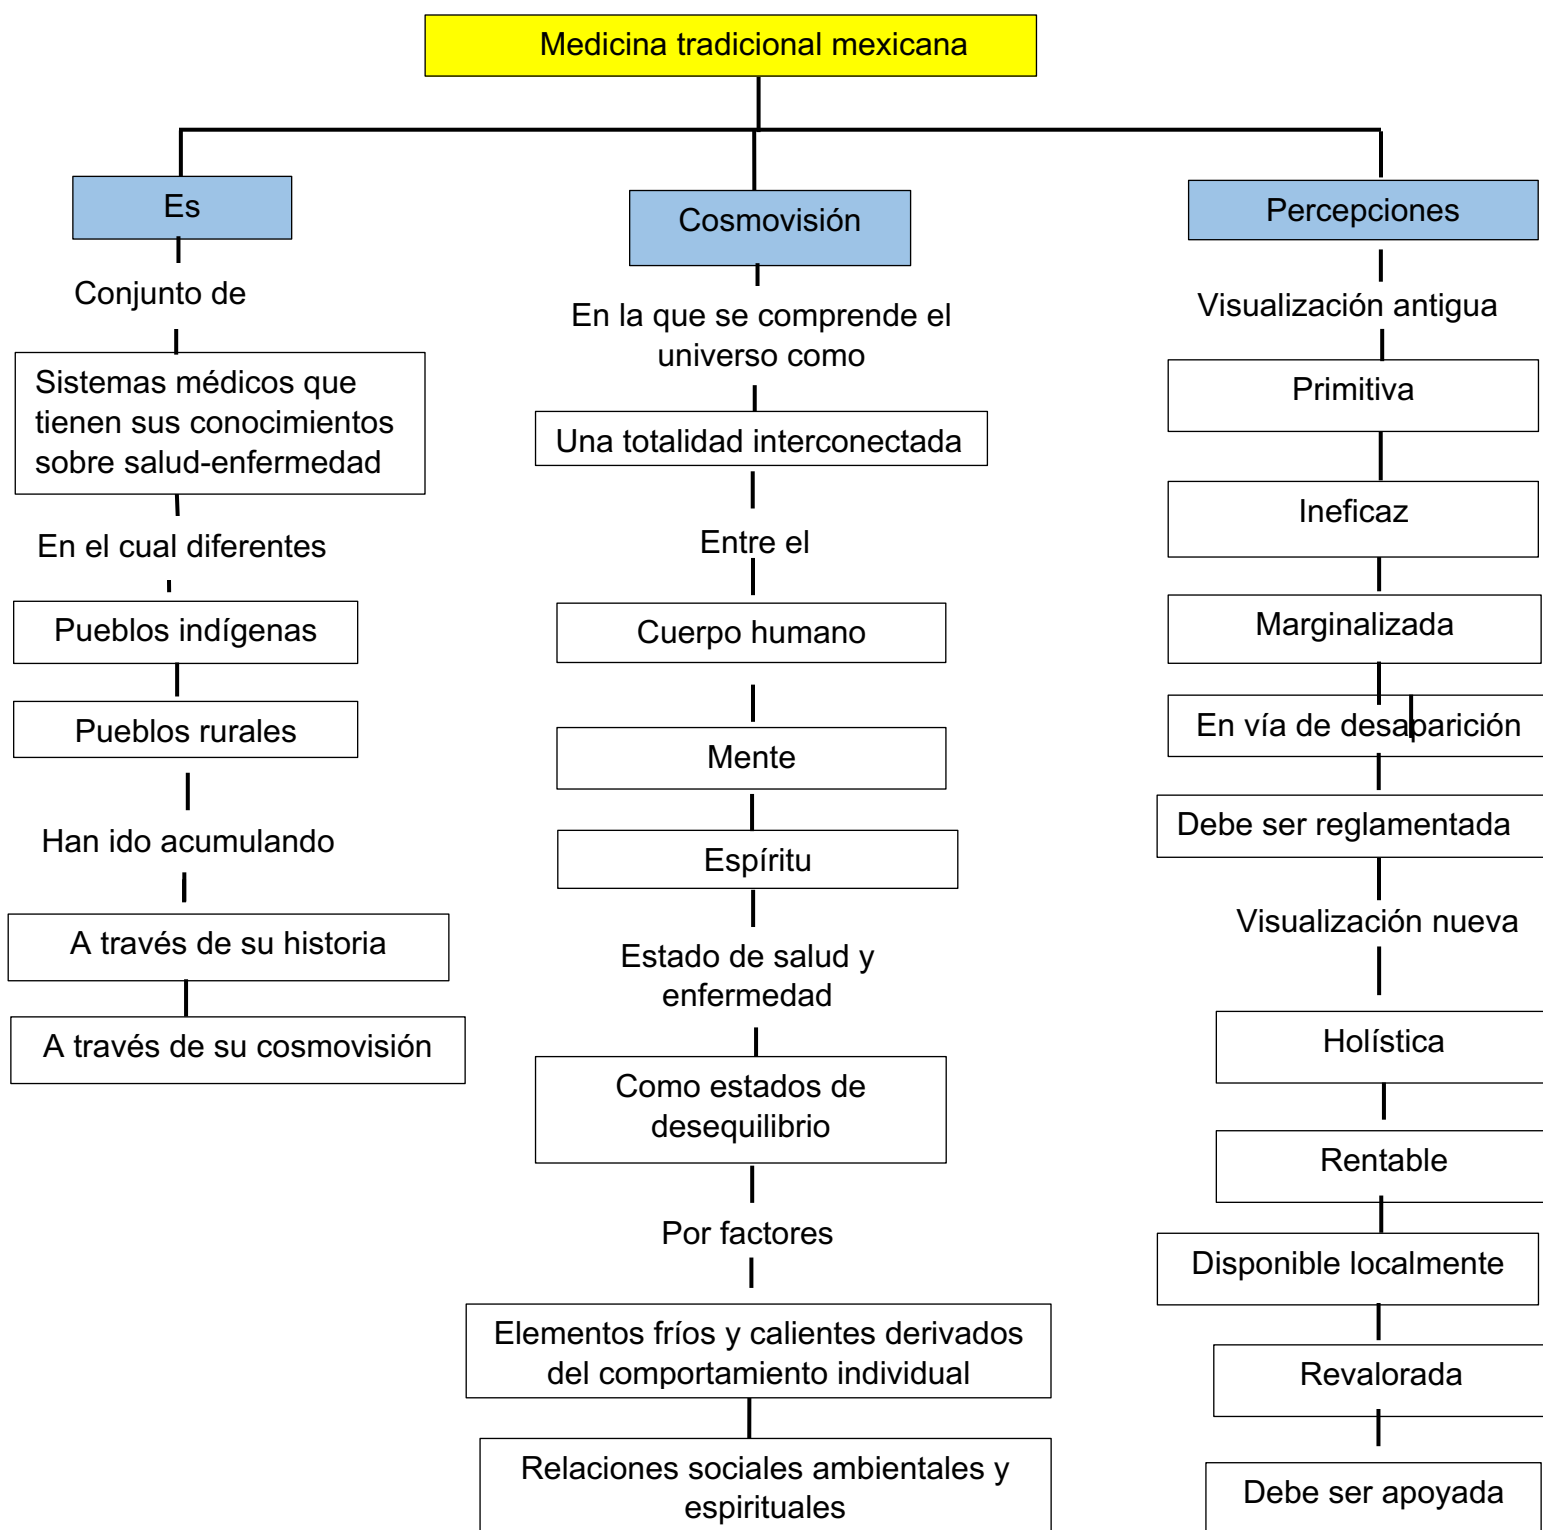 Medicina tradicional mexicana
Es
Conjunto de
Sistemas médicos que
tienen sus conocimientos
sobre salud-enfermedad
En el cual diferentes
Pueblos indígenas
Pueblos rurales
Han ido acumulando
A través de su historia
A través de su cosmovisión
Cosmovisión
En la que se comprende el
universo como
Una totalidad interconectada
Entre el
Cuerpo humano
Mente
Espíritu
Estado de salud y
enfermedad
Como estados de
desequilibrio
Por factores
Elementos fríos y calientes derivados
del comportamiento individual
Relaciones sociales ambientales y
espirituales
Percepciones
Visualización antigua
Primitiva
Ineficaz
Marginalizada
En vía de desaparición
Debe ser reglamentada
Visualización nueva
Holística
Rentable
Disponible localmente
Revalorada
Debe ser apoyada